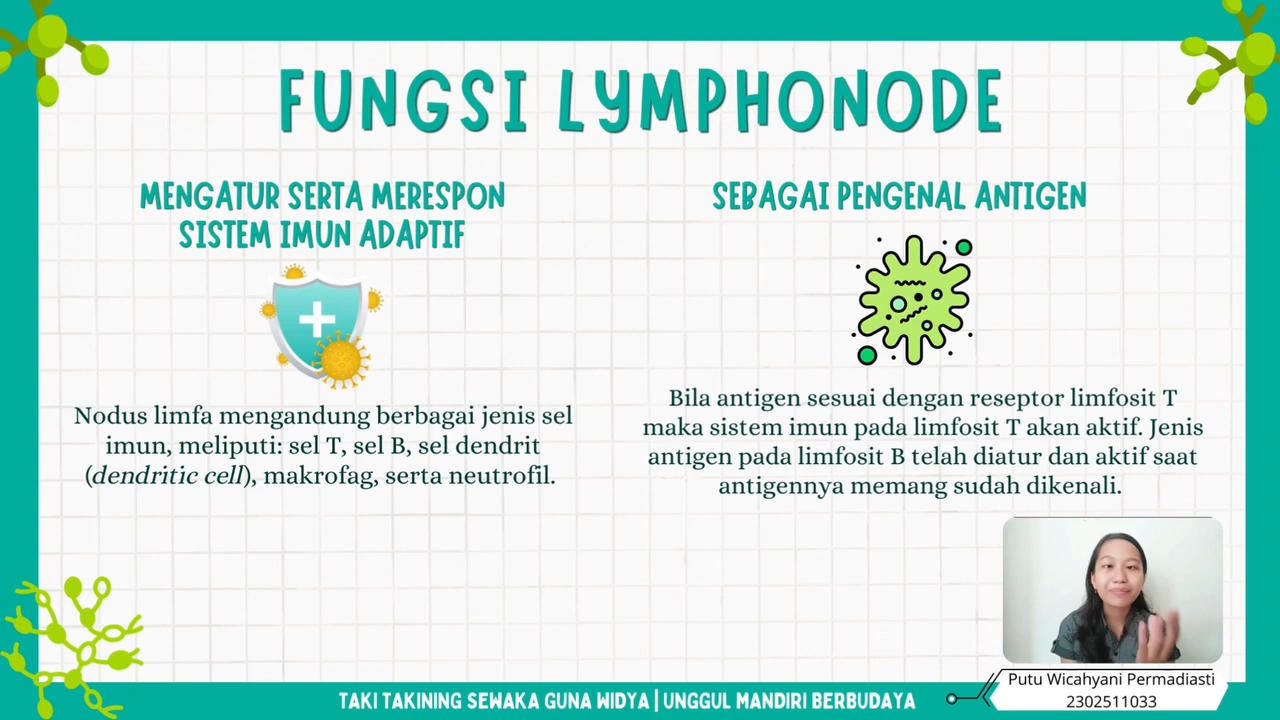 FUNGSI LYMPHONODE
MENGATUR SERTA MERESPON
SISTEM IMUN ADAPTIF
Nodus limfa mengandung berbagai jenis sel
imun, meliputi: sel T, sel B, sel dendrit
(dendritic cell), makrofag, serta neutrofil.
SEBAGAI PENGENAL ANTIGEN
Bila antigen sesuai dengan reseptor limfosit T
maka sistem imun pada limfosit T akan aktif. Jenis
antigen pada limfosit B telah diatur dan aktif saat
antigennya memang sudah dikenali.
Putu Wicahyani Permadiasti
2302511033
TAKI TAKINING SEWAKA GUNA WIDYA | UNGGUL MANDIRI BERBUDAYA